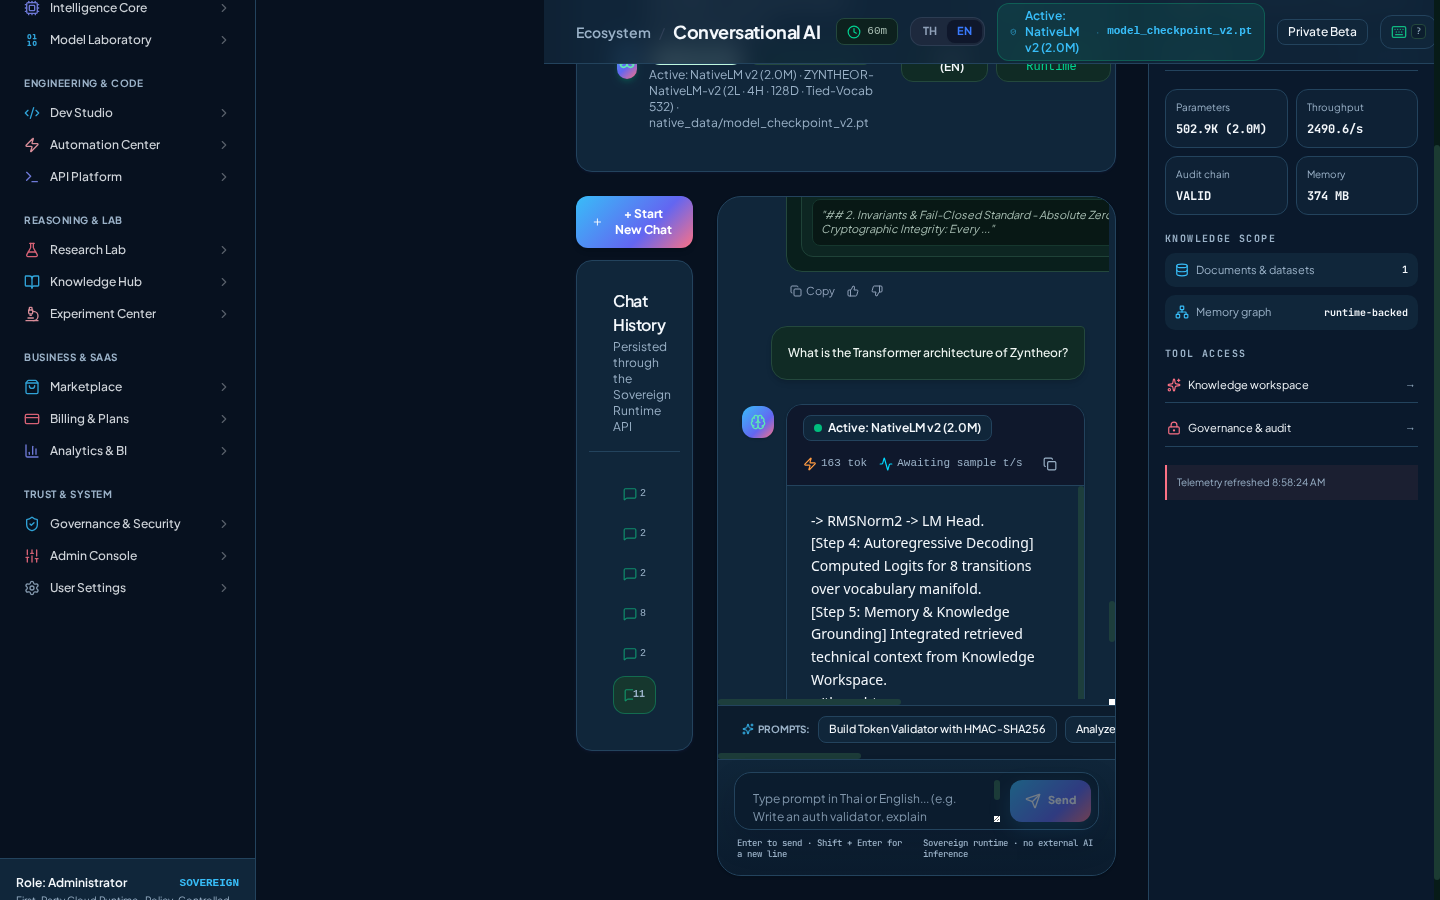 Intelligence Core
Model Laboratory
ENGINEERING & CODE
Dev Studio
Automation Center
API Platform
REASONING & LAB
Research Lab
Knowledge Hub
Experiment Center
BUSINESS & SAAS
Marketplace
Billing & Plans
Analytics & BI
TRUST & SYSTEM
Governance & Security
Admin Console
User Settings
Role: Administrator SOVEREIGN
First-Party Cloud Runtime · Policy-Controlled
Ecosystem / Conversational AI
60m
TH EN
Active:
NativeLM
v2 (2.0M)
· model_checkpoint_v2.pt
Private Beta
?
Active: NativeLM v2 (2.0M) · ZYNTHEOR-
NativeLM-v2 (2L · 4H · 128D · Tied-Vocab
532) ·
native_data/model_checkpoint_v2.pt
(EN)
Runtime
+ Start
New Chat
Chat
History
Persisted
through
the
Sovereign
Runtime
API
2
2
2
8
2
11
"## 2. Invariants & Fail-Closed Standard - Absolute Zero
Cryptographic Integrity: Every ..."
Copy
What is the Transformer architecture of Zyntheor?
Active: NativeLM v2 (2.0M)
163 tok Awaiting sample t/s
-> RMSNorm2 -> LM Head.
[Step 4: Autoregressive Decoding]
Computed Logits for 8 transitions
over vocabulary manifold.
[Step 5: Memory & Knowledge
Grounding] Integrated retrieved
technical context from Knowledge
Workspace.
PROMPTS: Build Token Validator with HMAC-SHA256 Analyze
Type prompt in Thai or English... (e.g.
Write an auth validator, explain
Send
Enter to send · Shift + Enter for
a new line
Sovereign runtime · no external AI
inference
Parameters
502.9K (2.0M)
Throughput
2490.6/s
Audit chain
VALID
Memory
374 MB
KNOWLEDGE SCOPE
Documents & datasets 1
Memory graph runtime-backed
TOOL ACCESS
Knowledge workspace →
Governance & audit →
Telemetry refreshed 8:58:24 AM